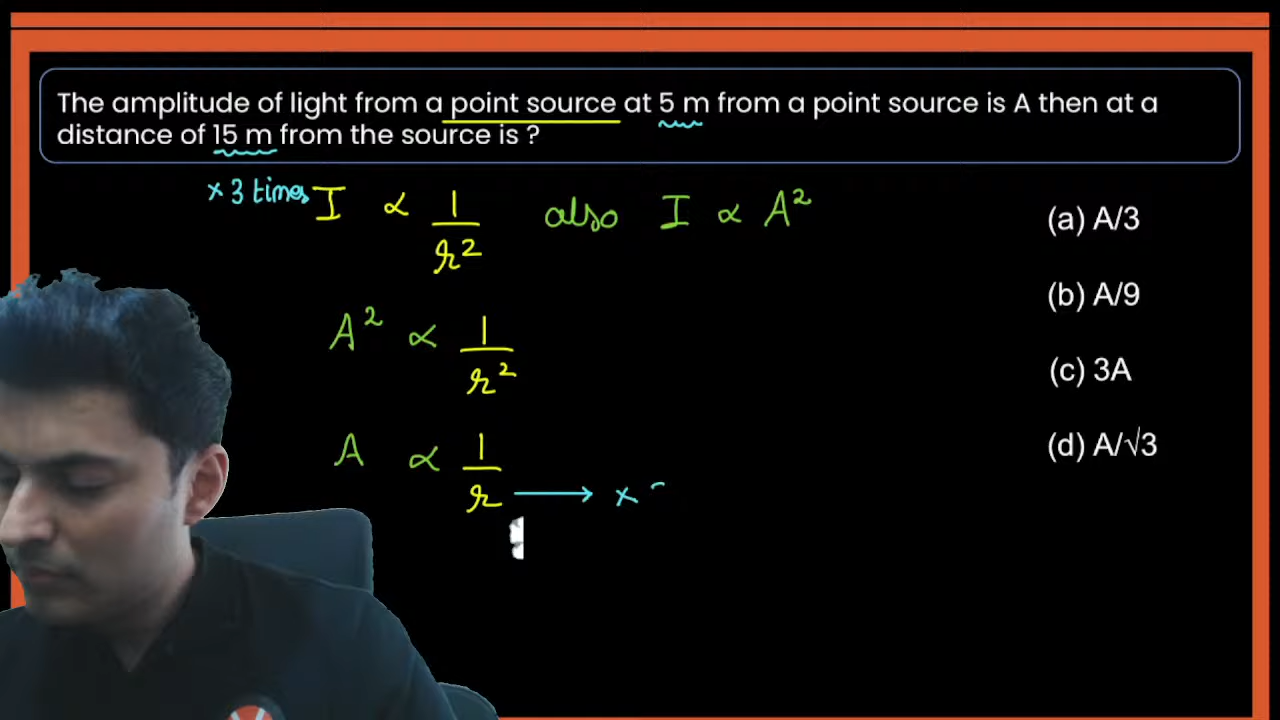 The amplitude of light from a point source at 5 m from a point source is A then at a
distance of 15 m from the source is ?
× 3 times
I ∝ 1/r² also I ∝ A²
(a) A/3
A² ∝ 1/r²
(b) A/9
(c) 3A
A ∝ 1/r → ×
(d) A/√3